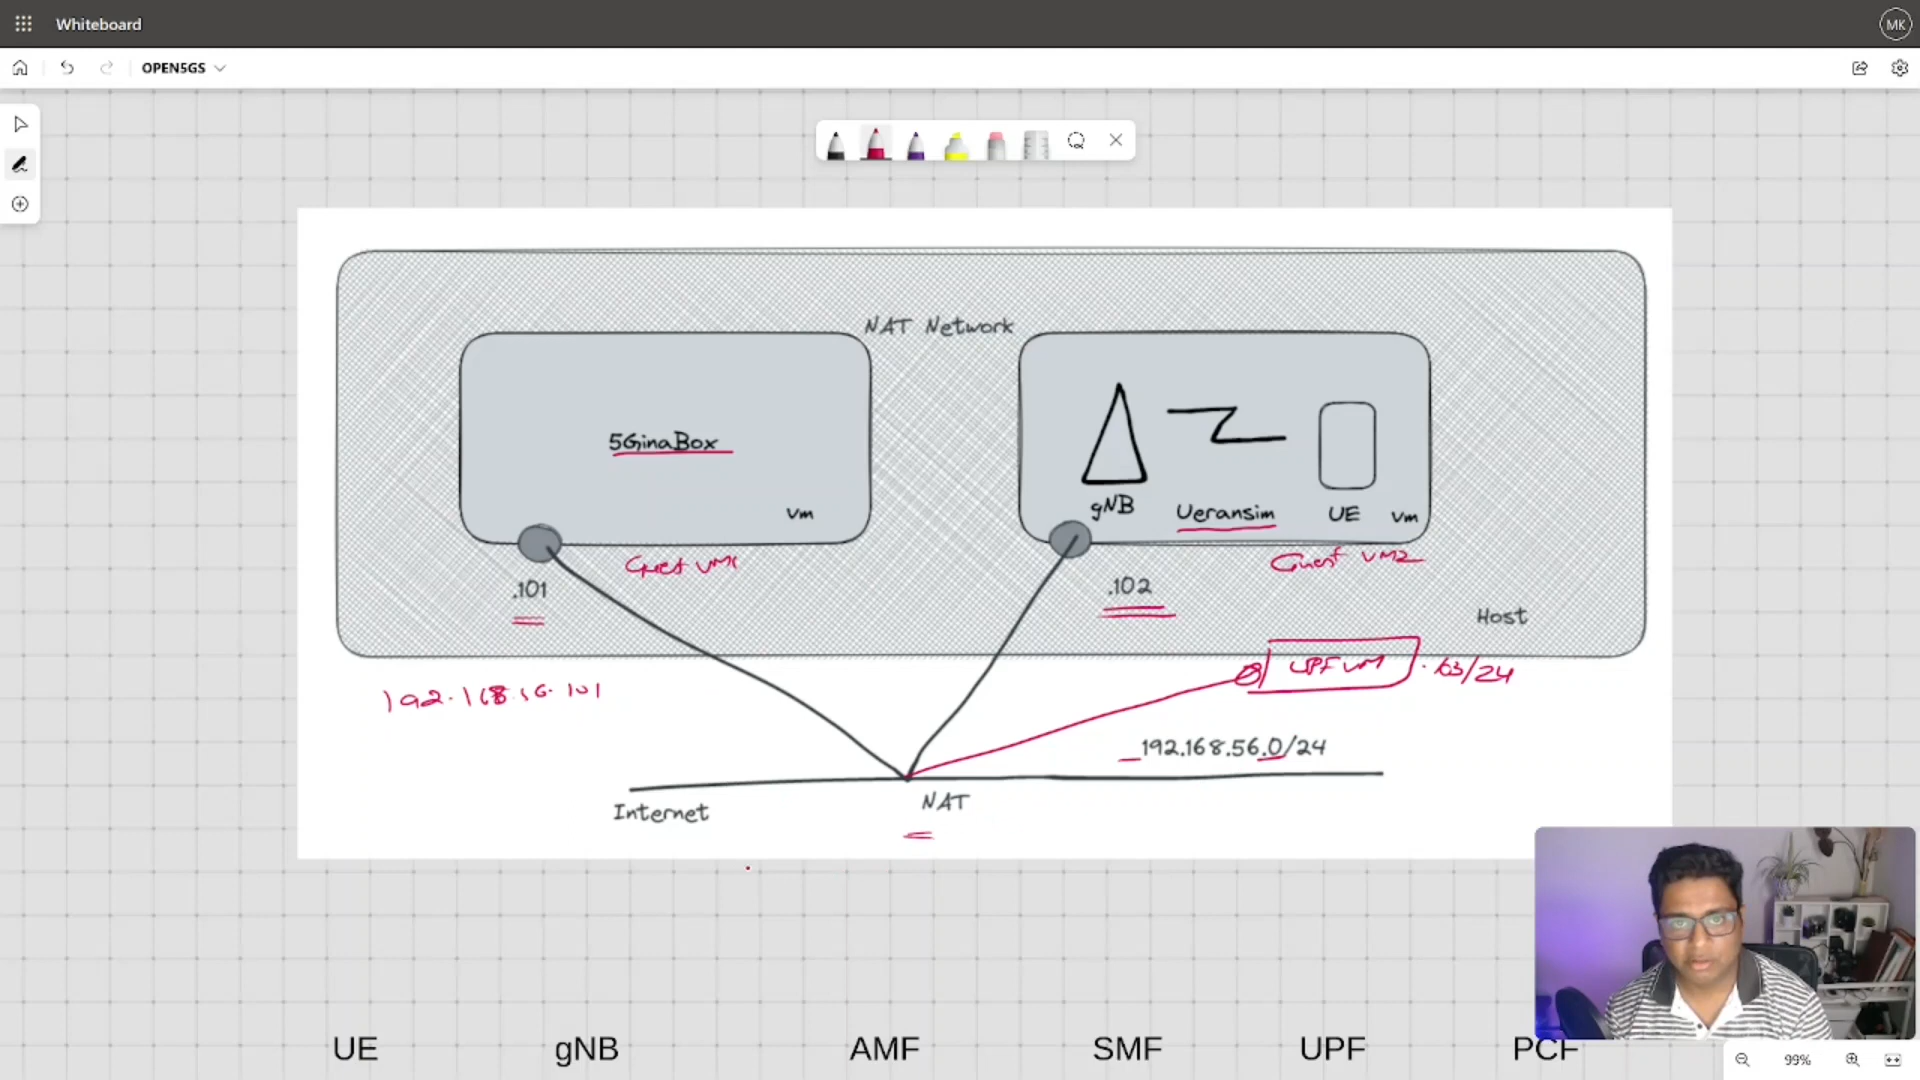 Whiteboard
MK
OPEN5GS
NAT Network
5GinaBox
Vm
gNB
Ueransim
UE
Vm
Guest VM1
Guest VM2
.101
.102
Host
UPF VM
.103/24
192.168.56.101
192.168.56.0/24
Internet
NAT
UE
gNB
AMF
SMF
UPF
PCF
99%